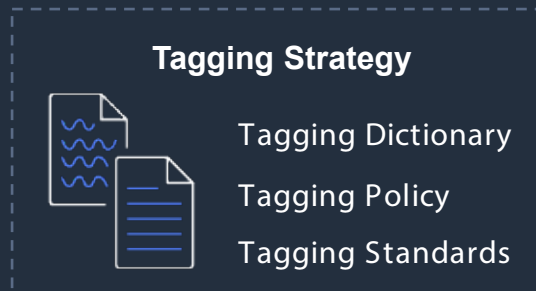 Tagging Strategy
Tagging Dictionary
Tagging Policy
Tagging Standards